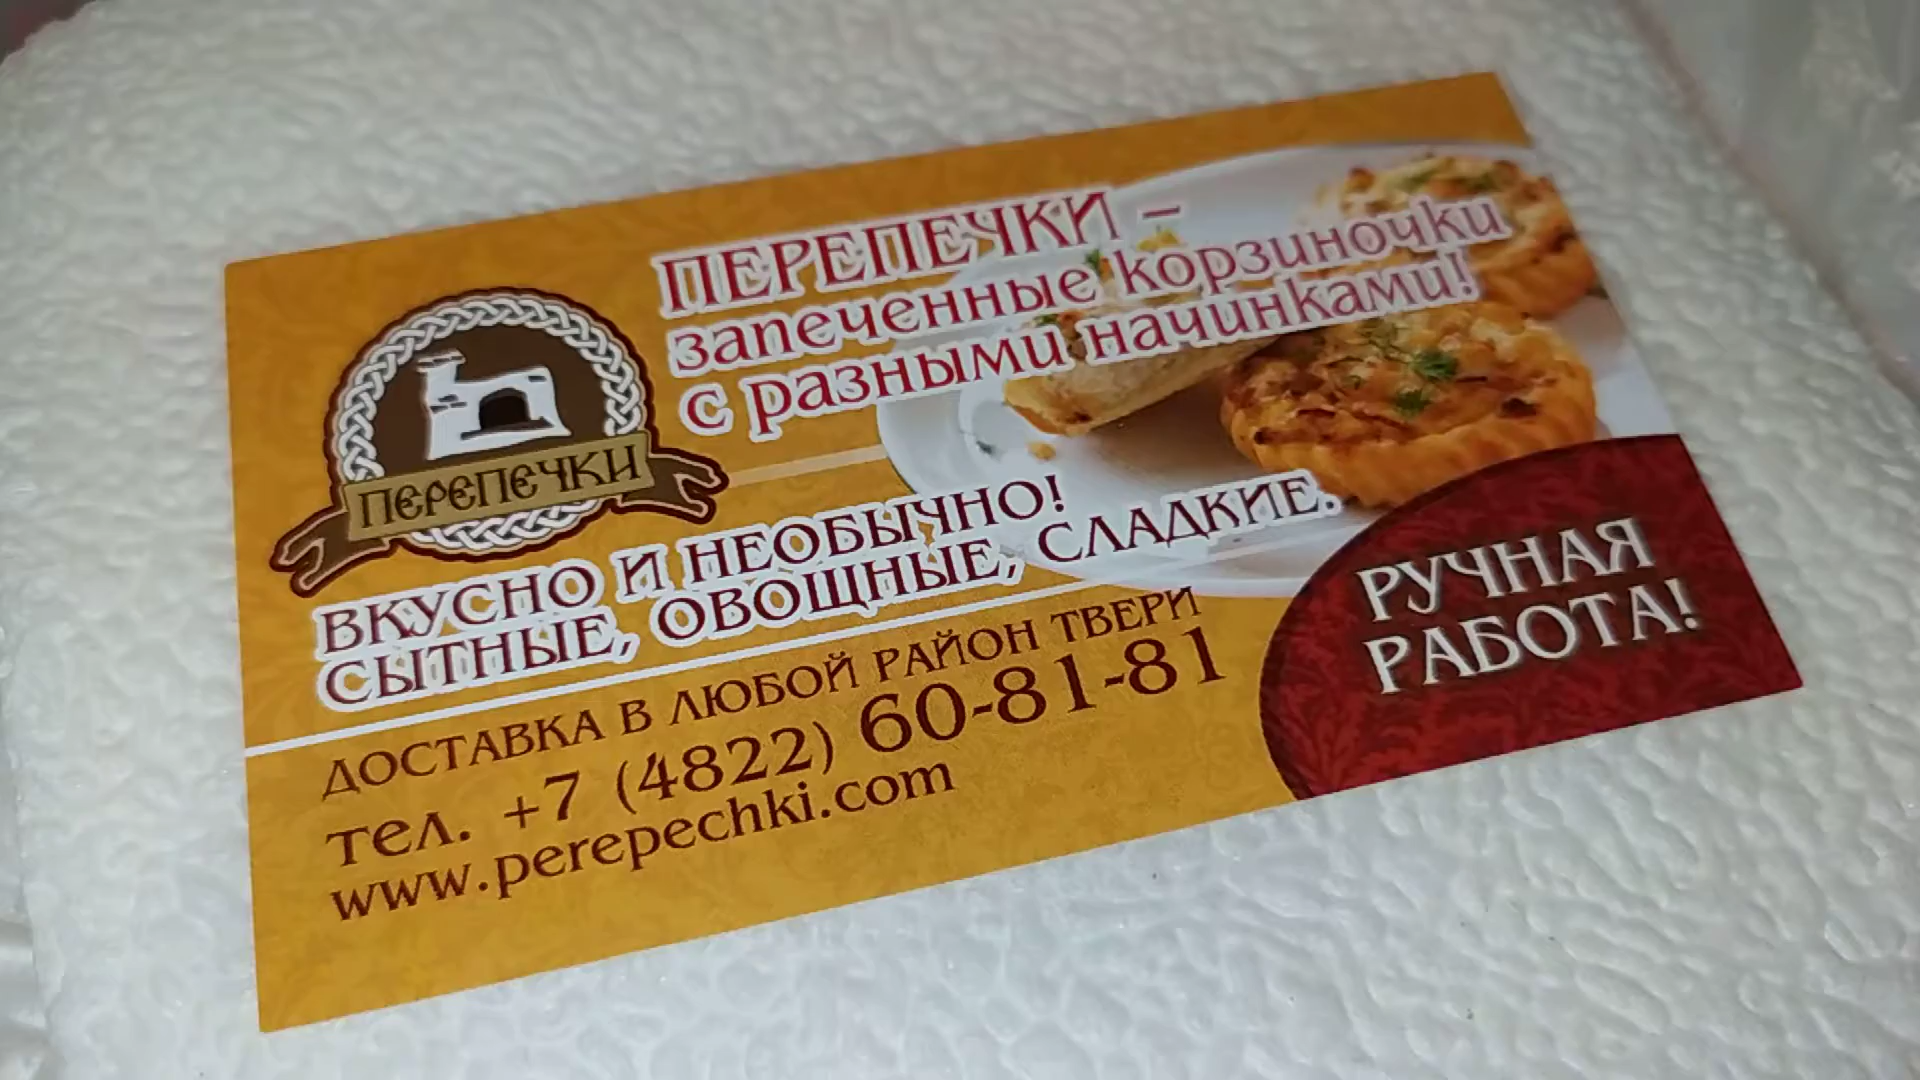 ПЕРЕПЕЧКИ –
запеченные корзиночки
с разными начинками!
ПЕРЕПЕЧКИ
ВКУСНО И НЕОБЫЧНО!
СЫТНЫЕ, ОВОЩНЫЕ, СЛАДКИЕ.
РУЧНАЯ
РАБОТА!
ДОСТАВКА В ЛЮБОЙ РАЙОН ТВЕРИ
тел. +7 (4822) 60-81-81
www.perepechki.com